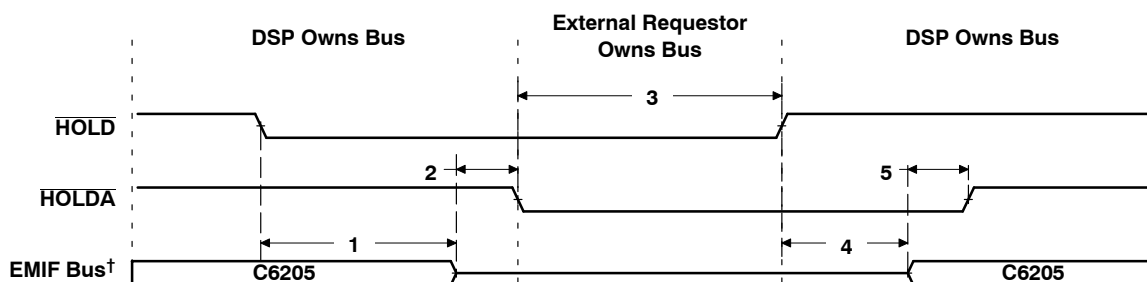 DSP Owns Bus
External Requestor
Owns Bus
DSP Owns Bus
3
HOLD
2
5
HOLDA
1
4
EMIF Bus†
C6205
C6205